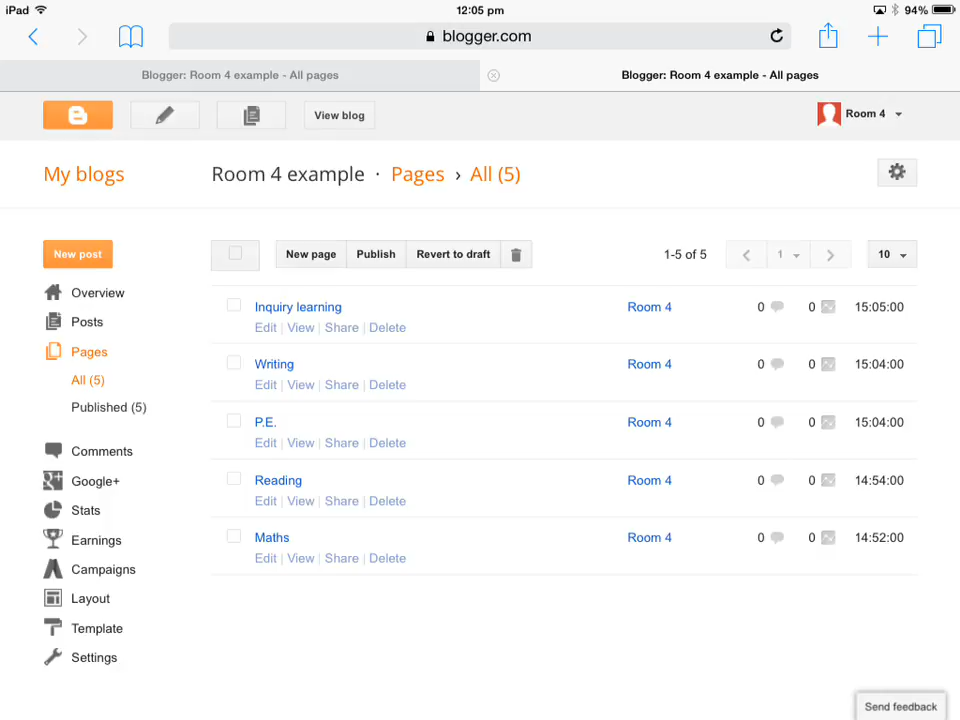 iPad 12:05 pm 94%
blogger.com
Blogger: Room 4 example - All pages Blogger: Room 4 example - All pages
View blog Room 4
My blogs Room 4 example · Pages › All (5)
New post New page Publish Revert to draft 1-5 of 5 1 10
Overview
Posts
Pages
All (5)
Published (5)
Comments
Google+
Stats
Earnings
Campaigns
Layout
Template
Settings
Inquiry learning Room 4 0 0 15:05:00
Edit | View | Share | Delete
Writing Room 4 0 0 15:04:00
Edit | View | Share | Delete
P.E. Room 4 0 0 15:04:00
Edit | View | Share | Delete
Reading Room 4 0 0 14:54:00
Edit | View | Share | Delete
Maths Room 4 0 0 14:52:00
Edit | View | Share | Delete
Send feedback